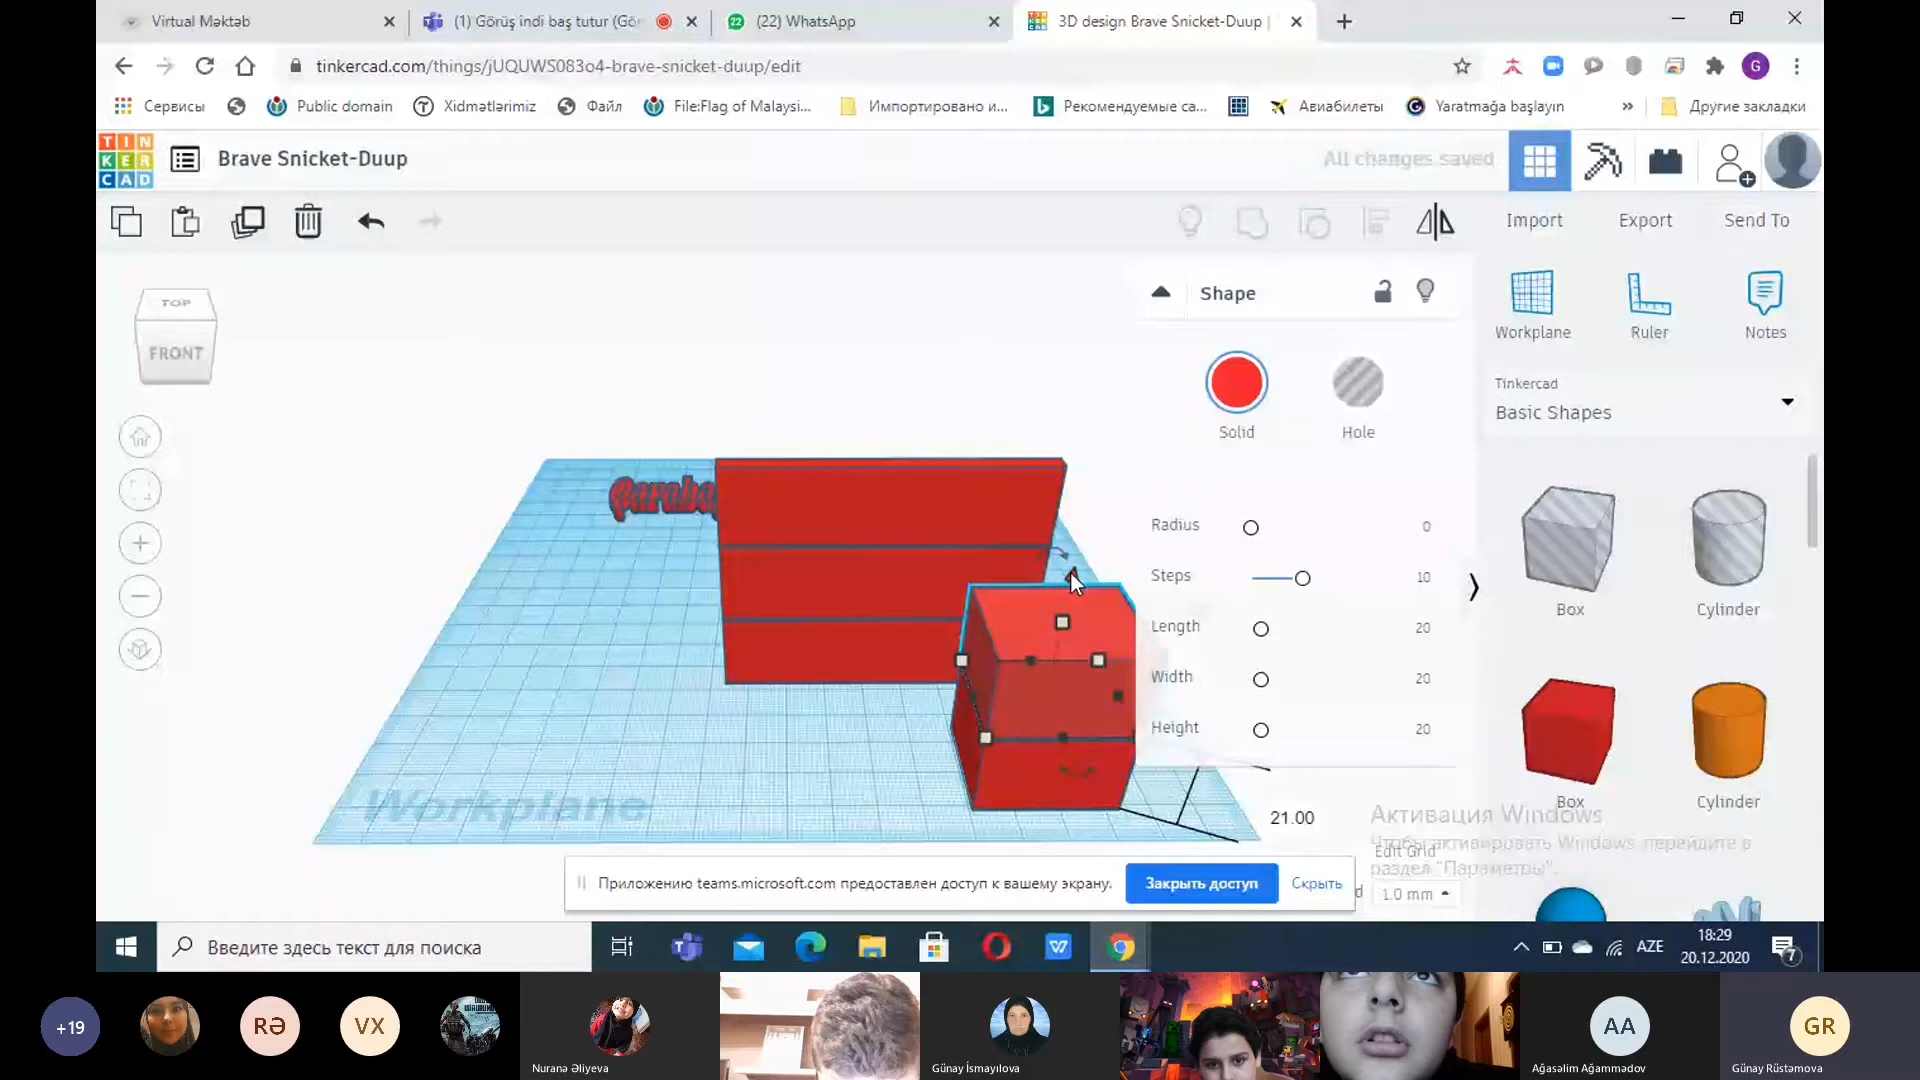 Virtual Məktəb
(1) Görüş indi baş tutur (Gör
(22) WhatsApp
3D design Brave Snicket-Duup |
tinkercad.com/things/jUQUWS083o4-brave-snicket-duup/edit
G
Сервисы
Public domain
Xidmətlərimiz
Файл
File:Flag of Malaysi...
Импортировано и...
Рекомендуемые са...
Авиабилеты
Yaratmağa başlayın
»
Другие закладки
TIN
KER
CAD
Brave Snicket-Duup
All changes saved
Import
Export
Send To
TOP
FRONT
Shape
Solid
Hole
Radius 0
Steps 10
Length 20
Width 20
Height 20
Workplane
Ruler
Notes
Tinkercad
Basic Shapes
Box
Cylinder
Box
Cylinder
Qaraba
Workplane
21.00
Активация Windows
Чтобы активировать Windows, перейдите в
раздел "Параметры".
Edit Grid
1.0 mm
Приложению teams.microsoft.com предоставлен доступ к вашему экрану.
Закрыть доступ
Скрыть
Введите здесь текст для поиска
AZE
18:29
20.12.2020
7
+19
RƏ
VX
Nuranə Əliyeva
Günay İsmayılova
AA
Ağasəlim Ağammədov
GR
Günay Rüstəmova